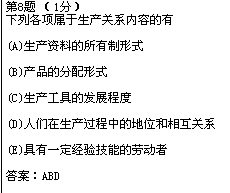 第8题 （1分）
下列各项属于生产关系内容的有
(A)生产资料的所有制形式
(B)产品的分配形式
(C)生产工具的发展程度
(D)人们在生产过程中的地位和相互关系
(E)具有一定经验技能的劳动者
答案：ABD